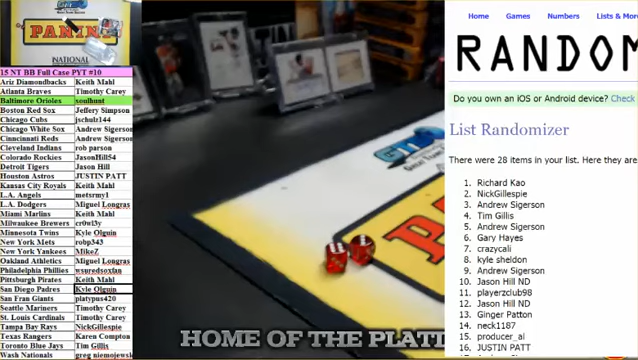 PANINI
NATIONAL
15 NT BB Full Case PYT #10
Ariz Diamondbacks Keith Mahl
Atlanta Braves Timothy Carey
Baltimore Orioles soulhunt
Boston Red Sox Jeffery Simpson
Chicago Cubs jschulz144
Chicago White Sox Andrew Sigerson
Cinncinnati Reds Andrew Sigerson
Cleveland Indians rob parson
Colorado Rockies JasonHill54
Detroit Tigers Jason Hill
Houston Astros JUSTIN PATT
Kansas City Royals Keith Mahl
L.A. Angels metsrmy1
L.A. Dodgers Miguel Longras
Miami Marlins Keith Mahl
Milwaukee Brewers cr0wl3y
Minnesota Twins Kyle Olguin
New York Mets robp343
New York Yankees MikeZ
Oakland Athletics Miguel Longras
Philadelphia Phillies wspredsoxfan
Pittsburgh Pirates Keith Mahl
San Diego Padres Kyle Olguin
San Fran Giants platypus420
Seattle Mariners Timothy Carey
St. Louis Cardinals Timothy Carey
Tampa Bay Rays NickGillespie
Texas Rangers Karen Compton
Toronto Blue Jays Tim Gillis
Wash Nationals greg niemojewsk
HOME OF THE PLATI
Home Games Numbers Lists & More
RANDOM
Do you own an iOS or Android device? Check
List Randomizer
There were 28 items in your list. Here they are
1. Richard Kao
2. NickGillespie
3. Andrew Sigerson
4. Tim Gillis
5. Andrew Sigerson
6. Gary Hayes
7. crazycali
8. kyle sheldon
9. Andrew Sigerson
10. Jason Hill ND
11. playerzclub98
12. Jason Hill ND
13. Ginger Patton
14. neck1187
15. producer_al
16. JUSTIN PATT